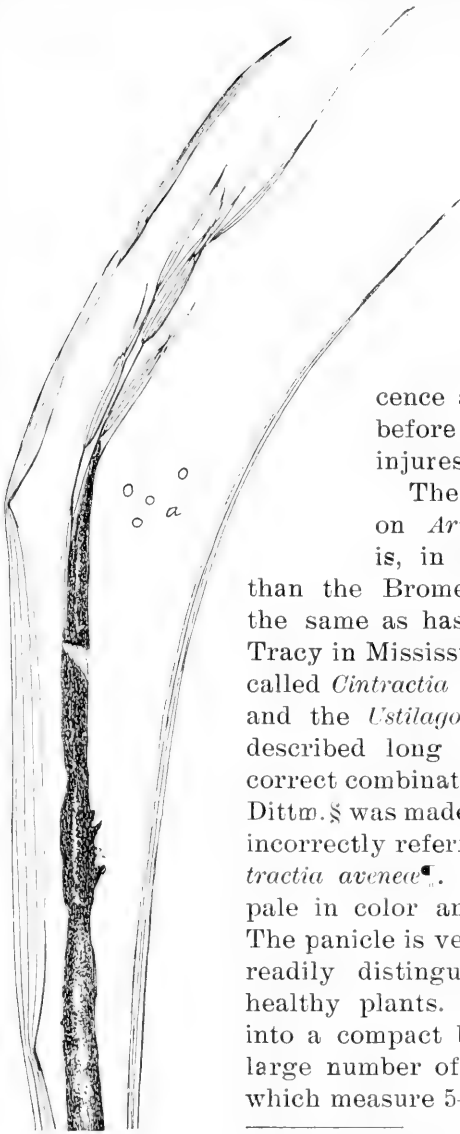 a
cence a
before
injures
The
on Ar
is, in
than the Brome
the same as has
Tracy in Mississ
called Cintractia
and the Ustilago
described long
correct combinat
Dittm.§ was made
incorrectly refer
tractia aveneæ¶.
pale in color an
The panicle is ve
readily distingu
healthy plants.
into a compact b
large number of
which measure 5-